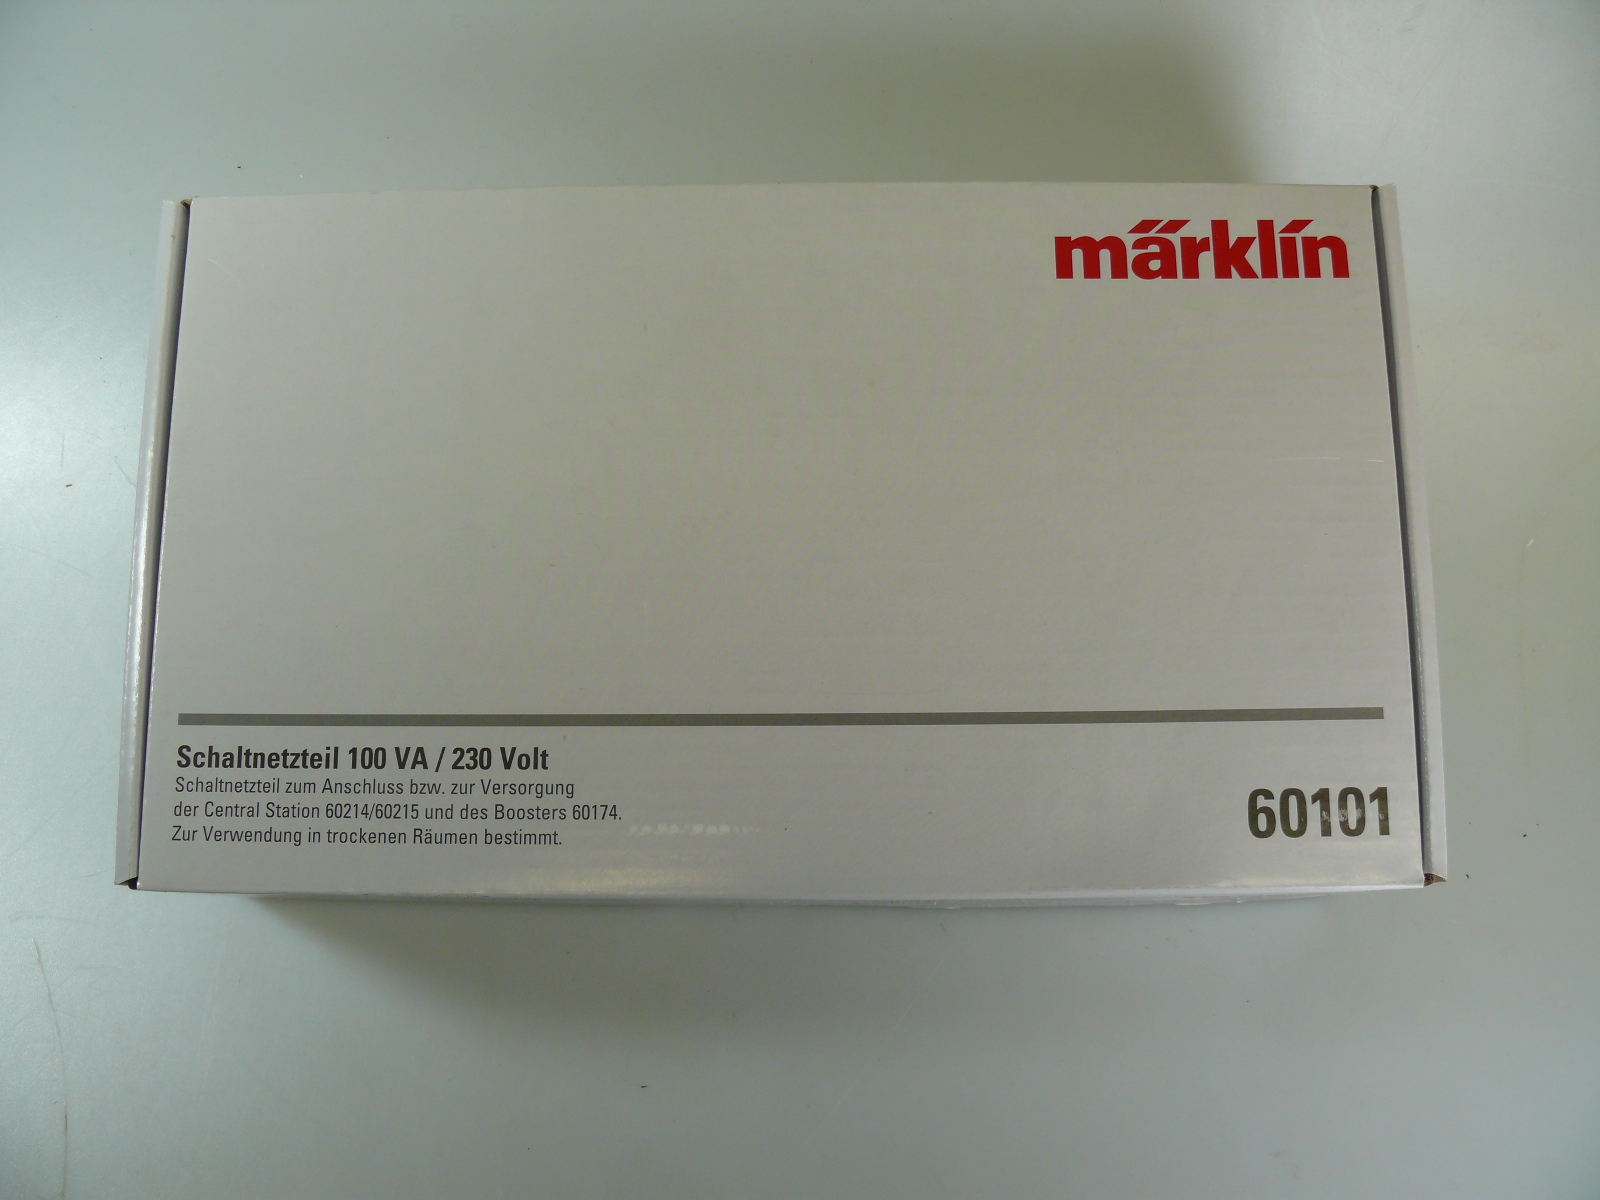 märklin
Schaltnetzteil 100 VA / 230 Volt
Schaltnetzteil zum Anschluss bzw. zur Versorgung
der Central Station 60214/60215 und des Boosters 60174.
Zur Verwendung in trockenen Räumen bestimmt.
60101